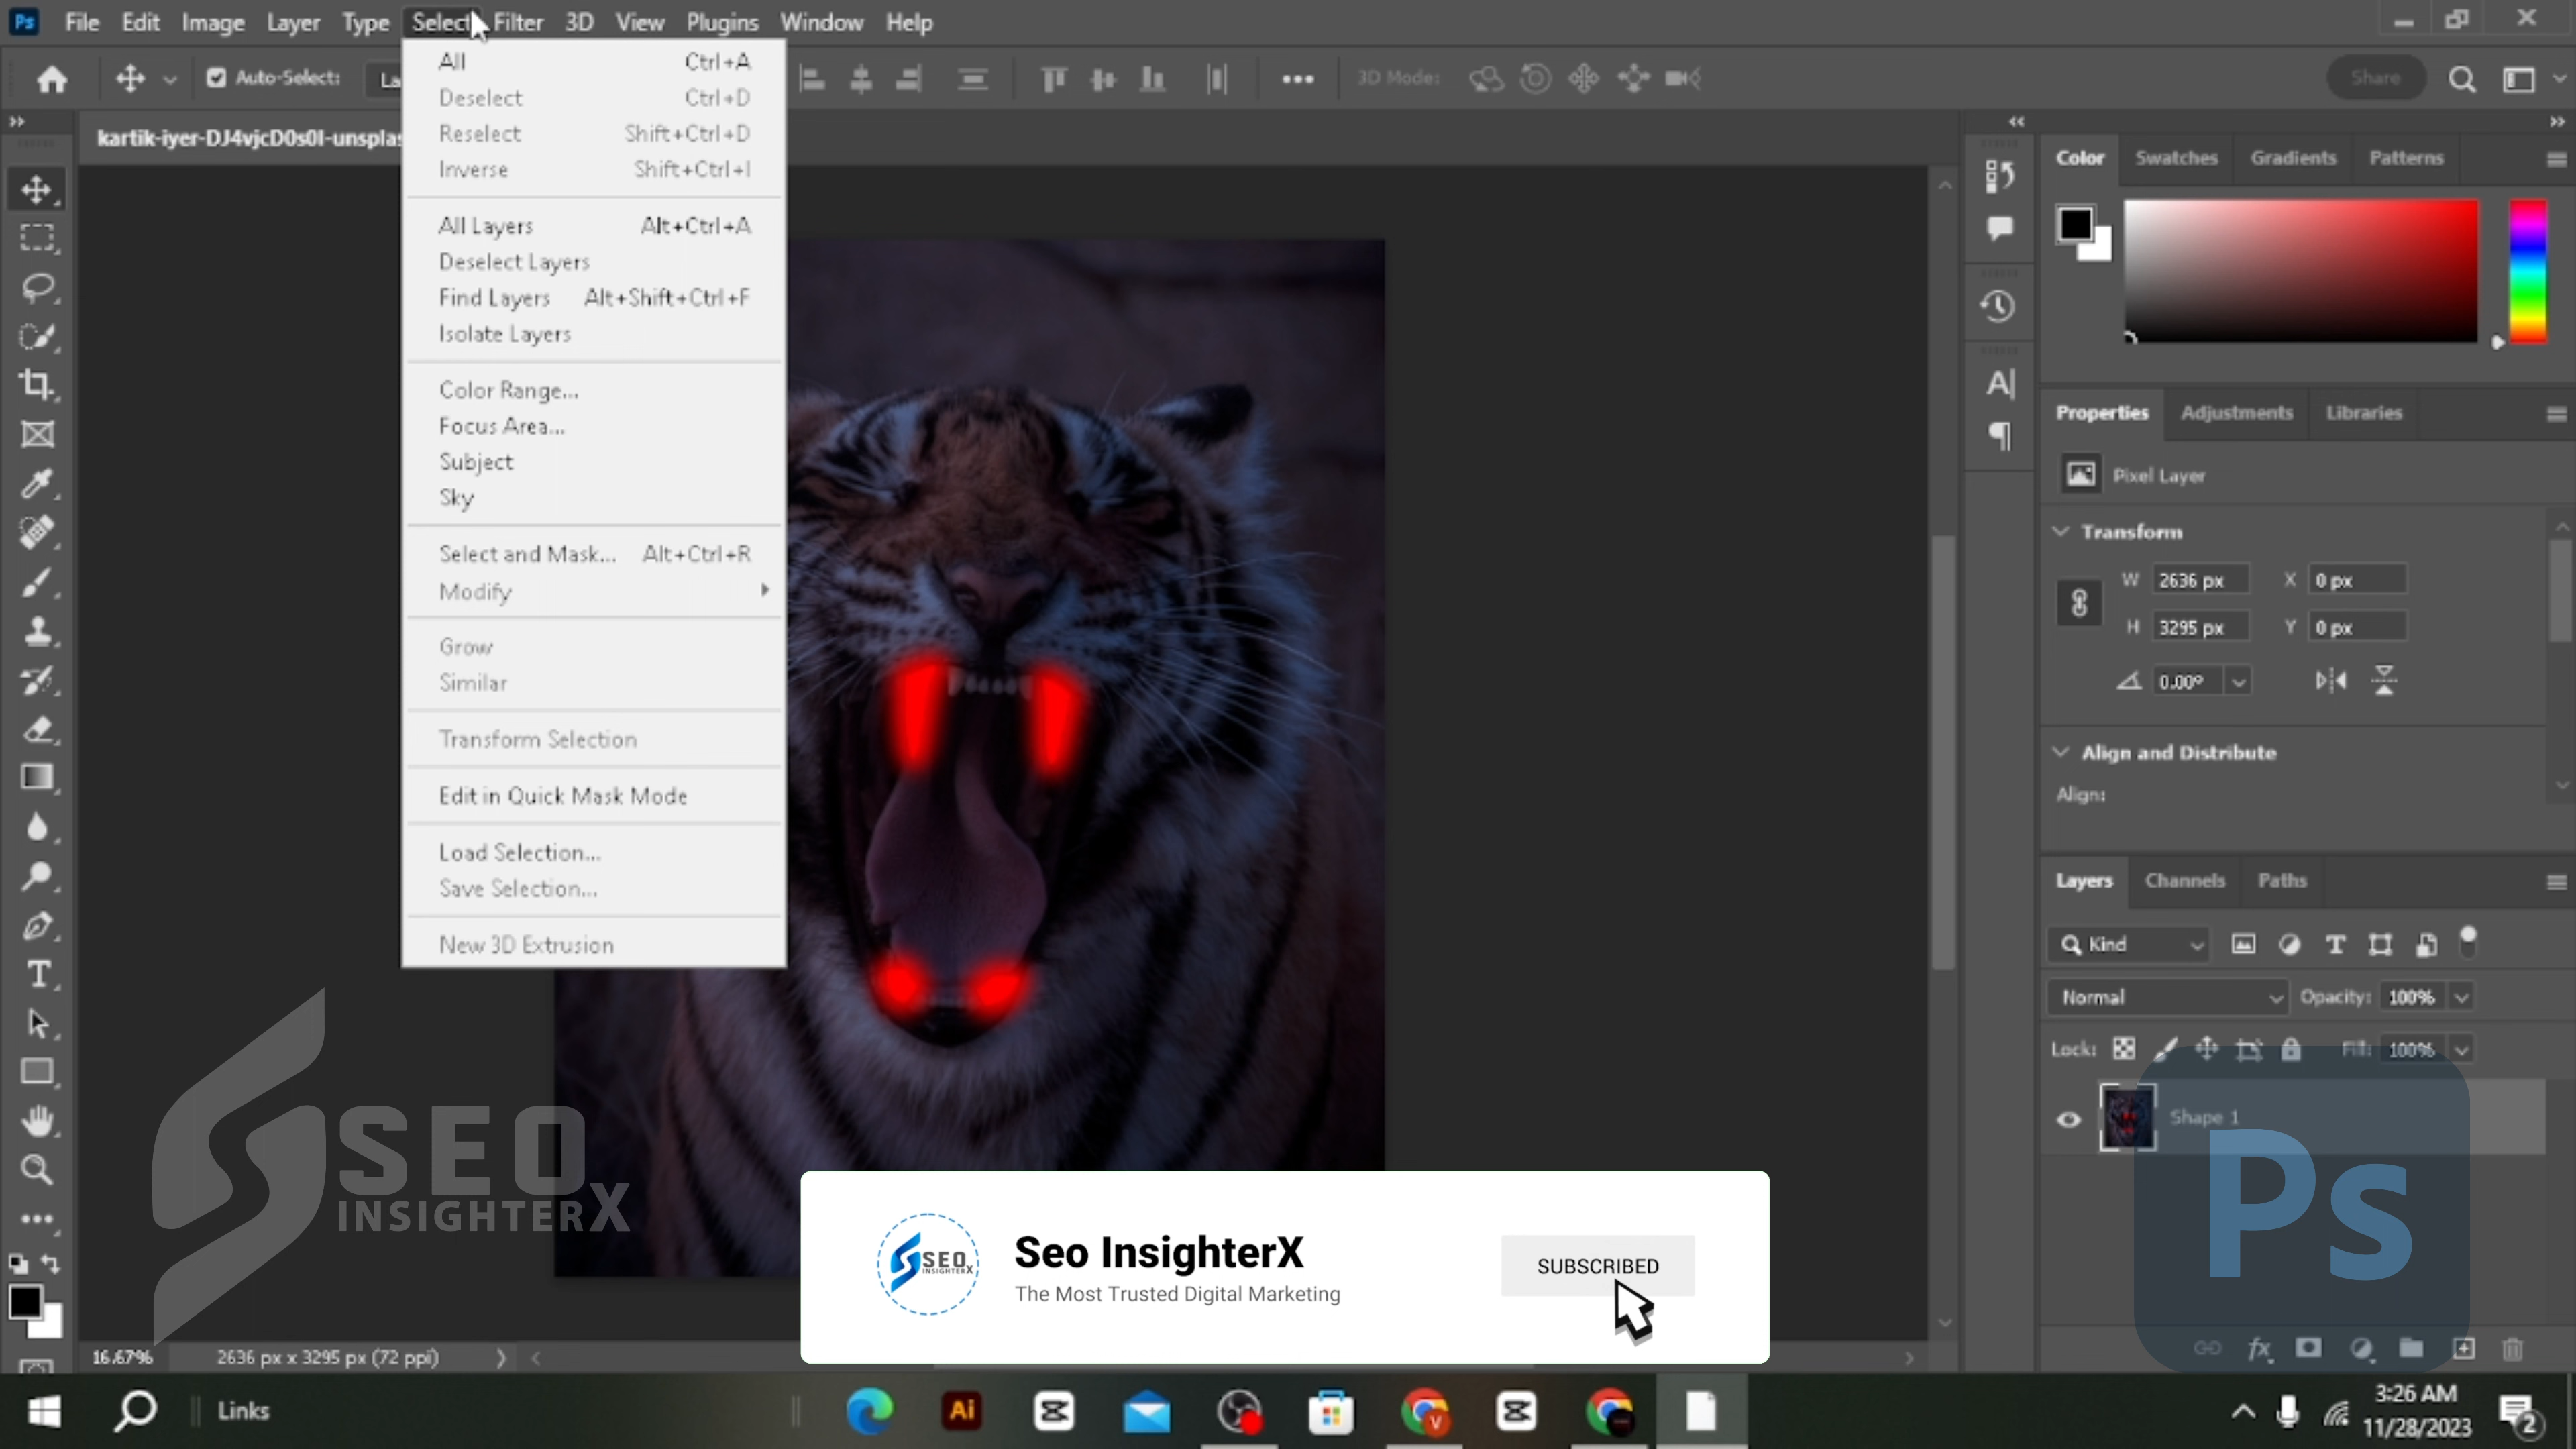 Ps File Edit Image Layer Type Select Filter 3D View Plugins Window Help
Auto-Select: La
3D Mode:
Share
kartik-iyer-DJ4vjcD0s0I-unsplas
All Ctrl+A
Deselect Ctrl+D
Reselect Shift+Ctrl+D
Inverse Shift+Ctrl+I
All Layers Alt+Ctrl+A
Deselect Layers
Find Layers Alt+Shift+Ctrl+F
Isolate Layers
Color Range...
Focus Area...
Subject
Sky
Select and Mask... Alt+Ctrl+R
Modify
Grow
Similar
Transform Selection
Edit in Quick Mask Mode
Load Selection...
Save Selection...
New 3D Extrusion
Color Swatches Gradients Patterns
Properties Adjustments Libraries
Pixel Layer
Transform
W 2636 px X 0 px
H 3295 px Y 0 px
0.00°
Align and Distribute
Align:
Layers Channels Paths
Kind
Normal Opacity: 100%
Lock: Fill: 100%
Shape 1
Ps
SEO
INSIGHTERX
SEO
INSIGHTERX
Seo InsighterX
The Most Trusted Digital Marketing
SUBSCRIBED
16.67% 2636 px x 3295 px (72 ppi)
Links
Ai
V
3:26 AM
11/28/2023
2